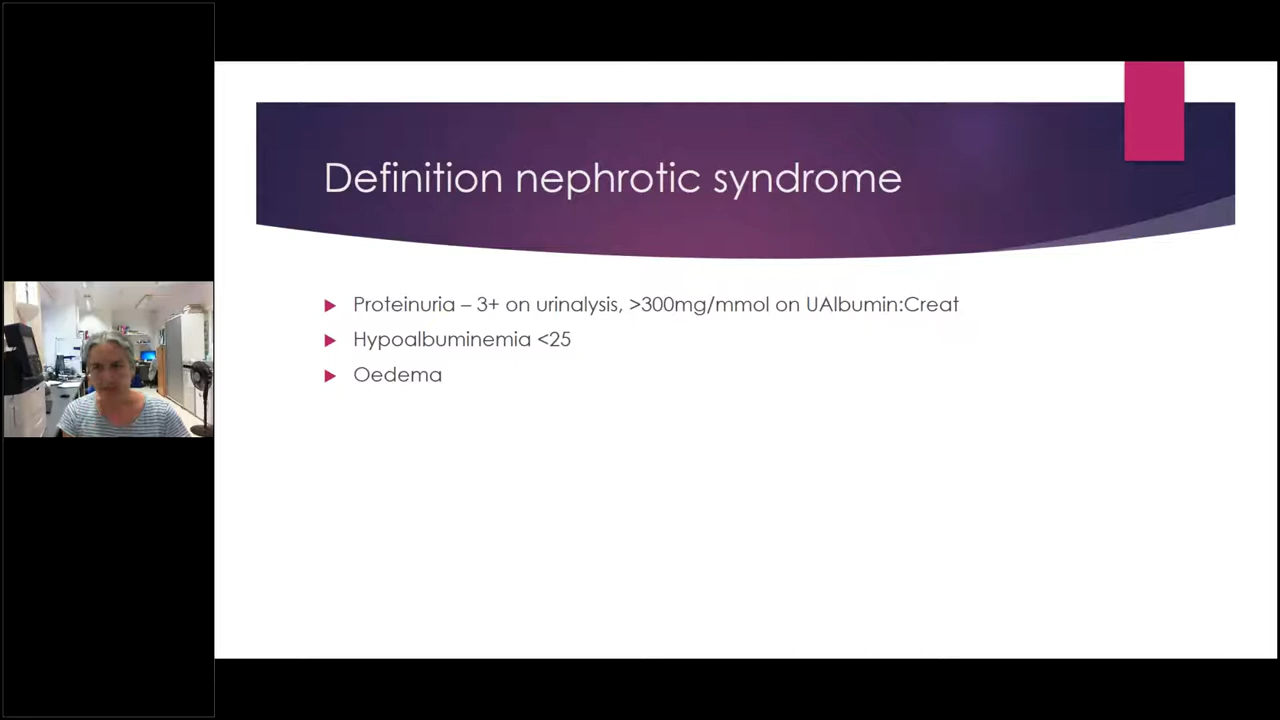 Definition nephrotic syndrome
Proteinuria – 3+ on urinalysis, >300mg/mmol on UAlbumin:Creat
Hypoalbuminemia <25
Oedema